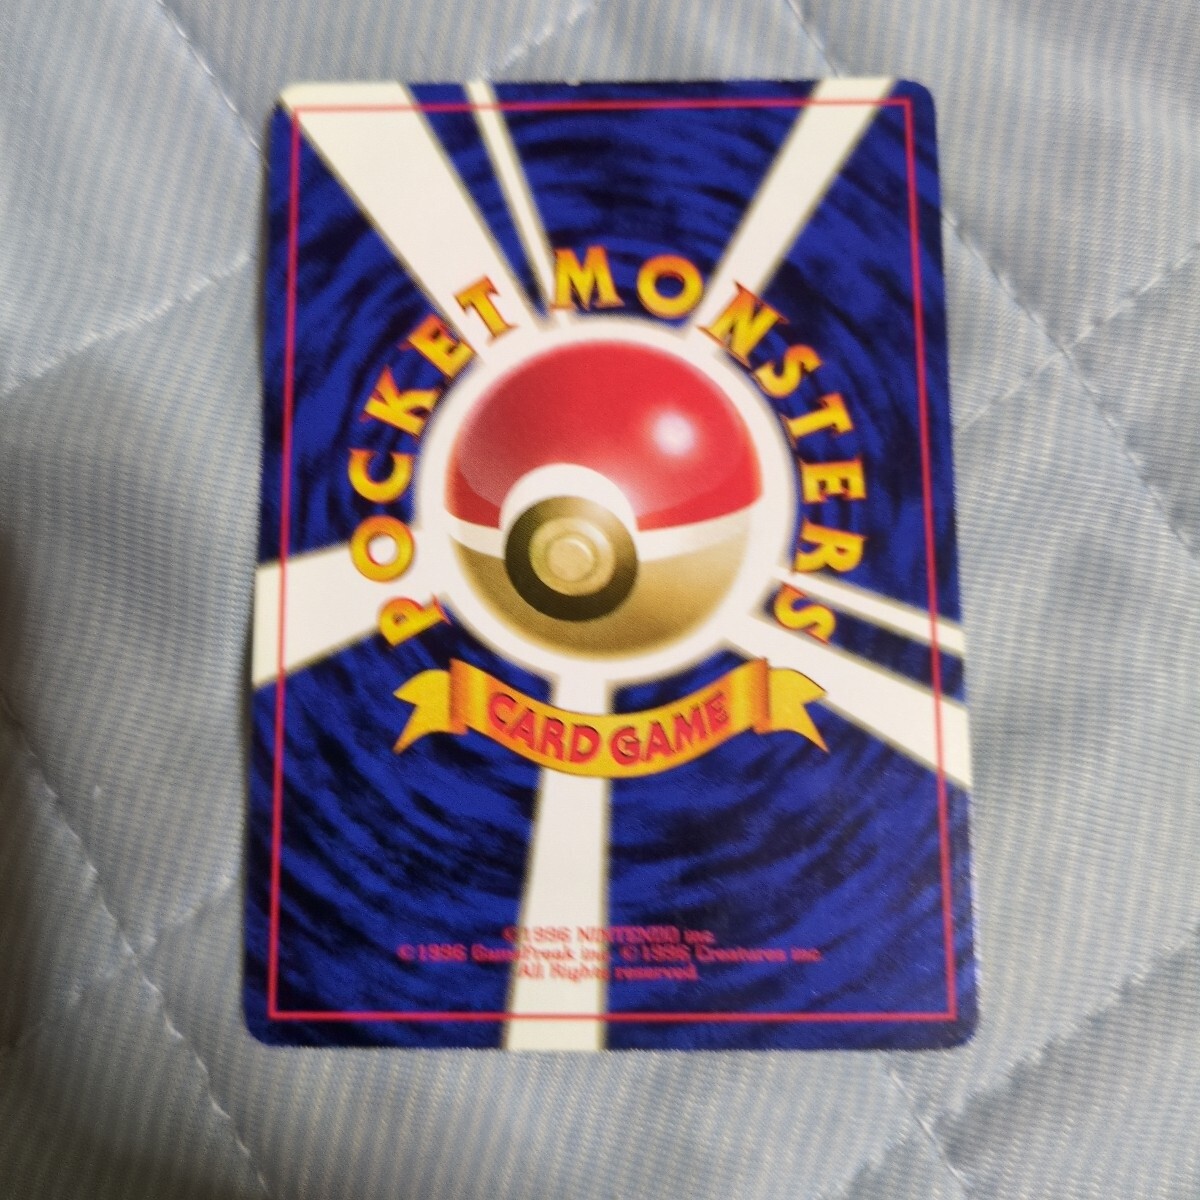 POCKET MONSTERS
CARD GAME
©1996 NINTENDO inc.
©1996 GameFreak inc. ©1996 Creatures inc.
All Rights reserved.